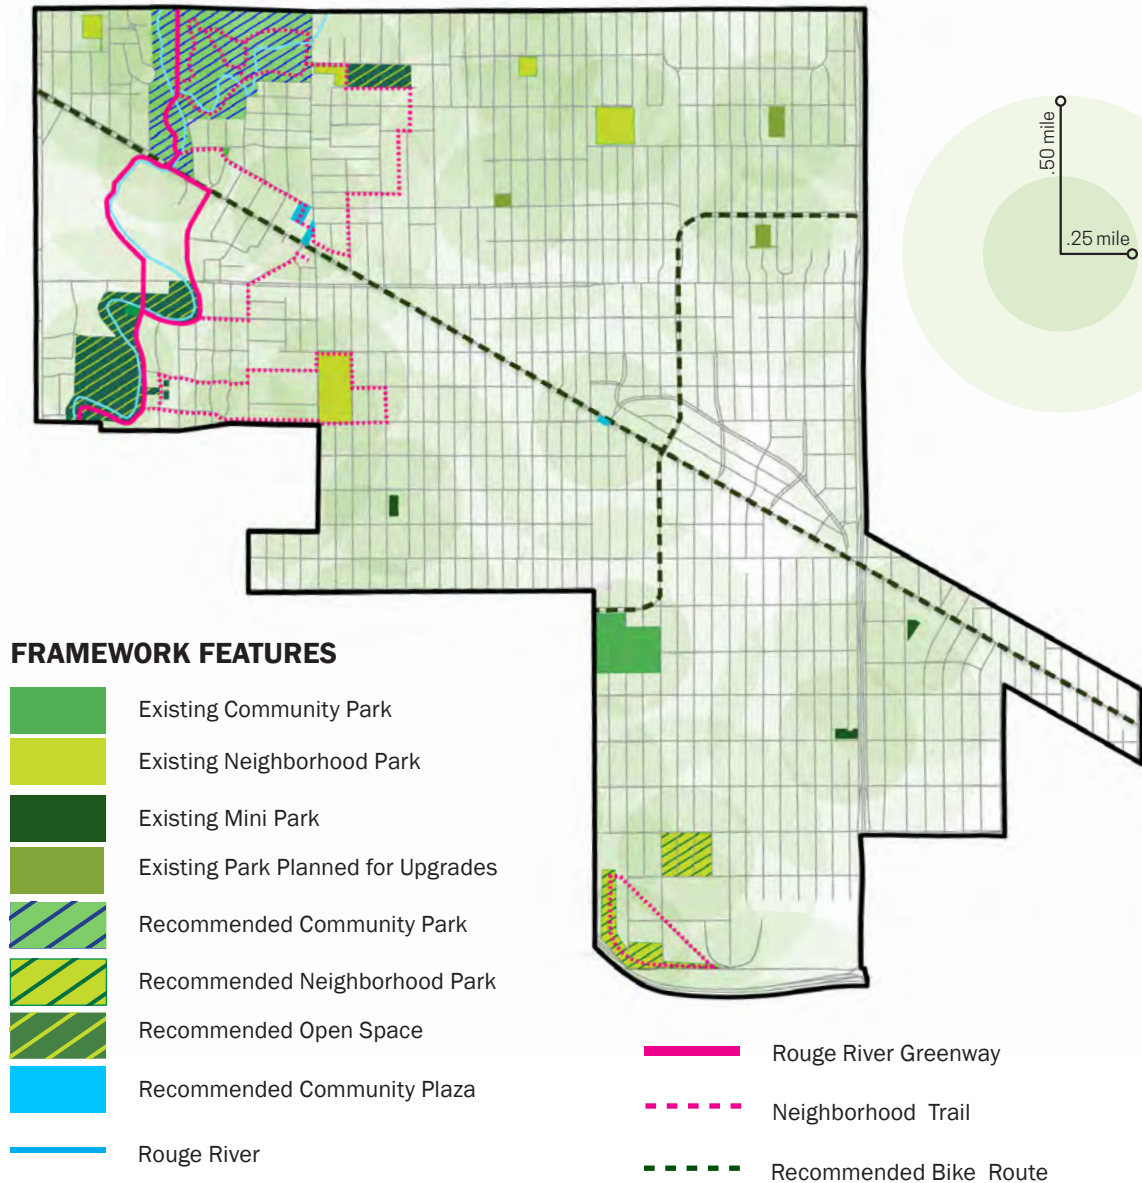 .50 mile
.25 mile
FRAMEWORK FEATURES
Existing Community Park
Existing Neighborhood Park
Existing Mini Park
Existing Park Planned for Upgrades
Recommended Community Park
Recommended Neighborhood Park
Recommended Open Space
Recommended Community Plaza
Rouge River
Rouge River Greenway
Neighborhood Trail
Recommended Bike Route